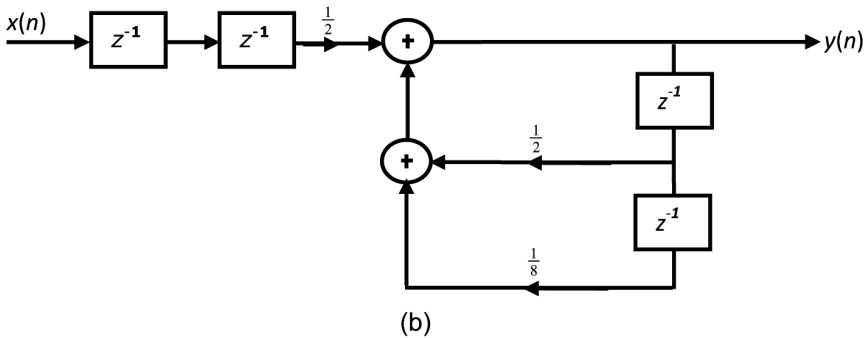 x(n)
z⁻¹
z⁻¹
1/2
+
y(n)
z⁻¹
1/2
+
z⁻¹
1/8
(b)